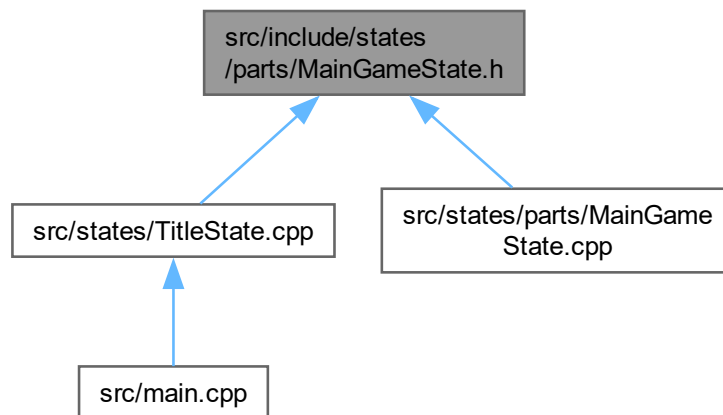 src/include/states
/parts/MainGameState.h
src/states/TitleState.cpp
src/states/parts/MainGame
State.cpp
src/main.cpp